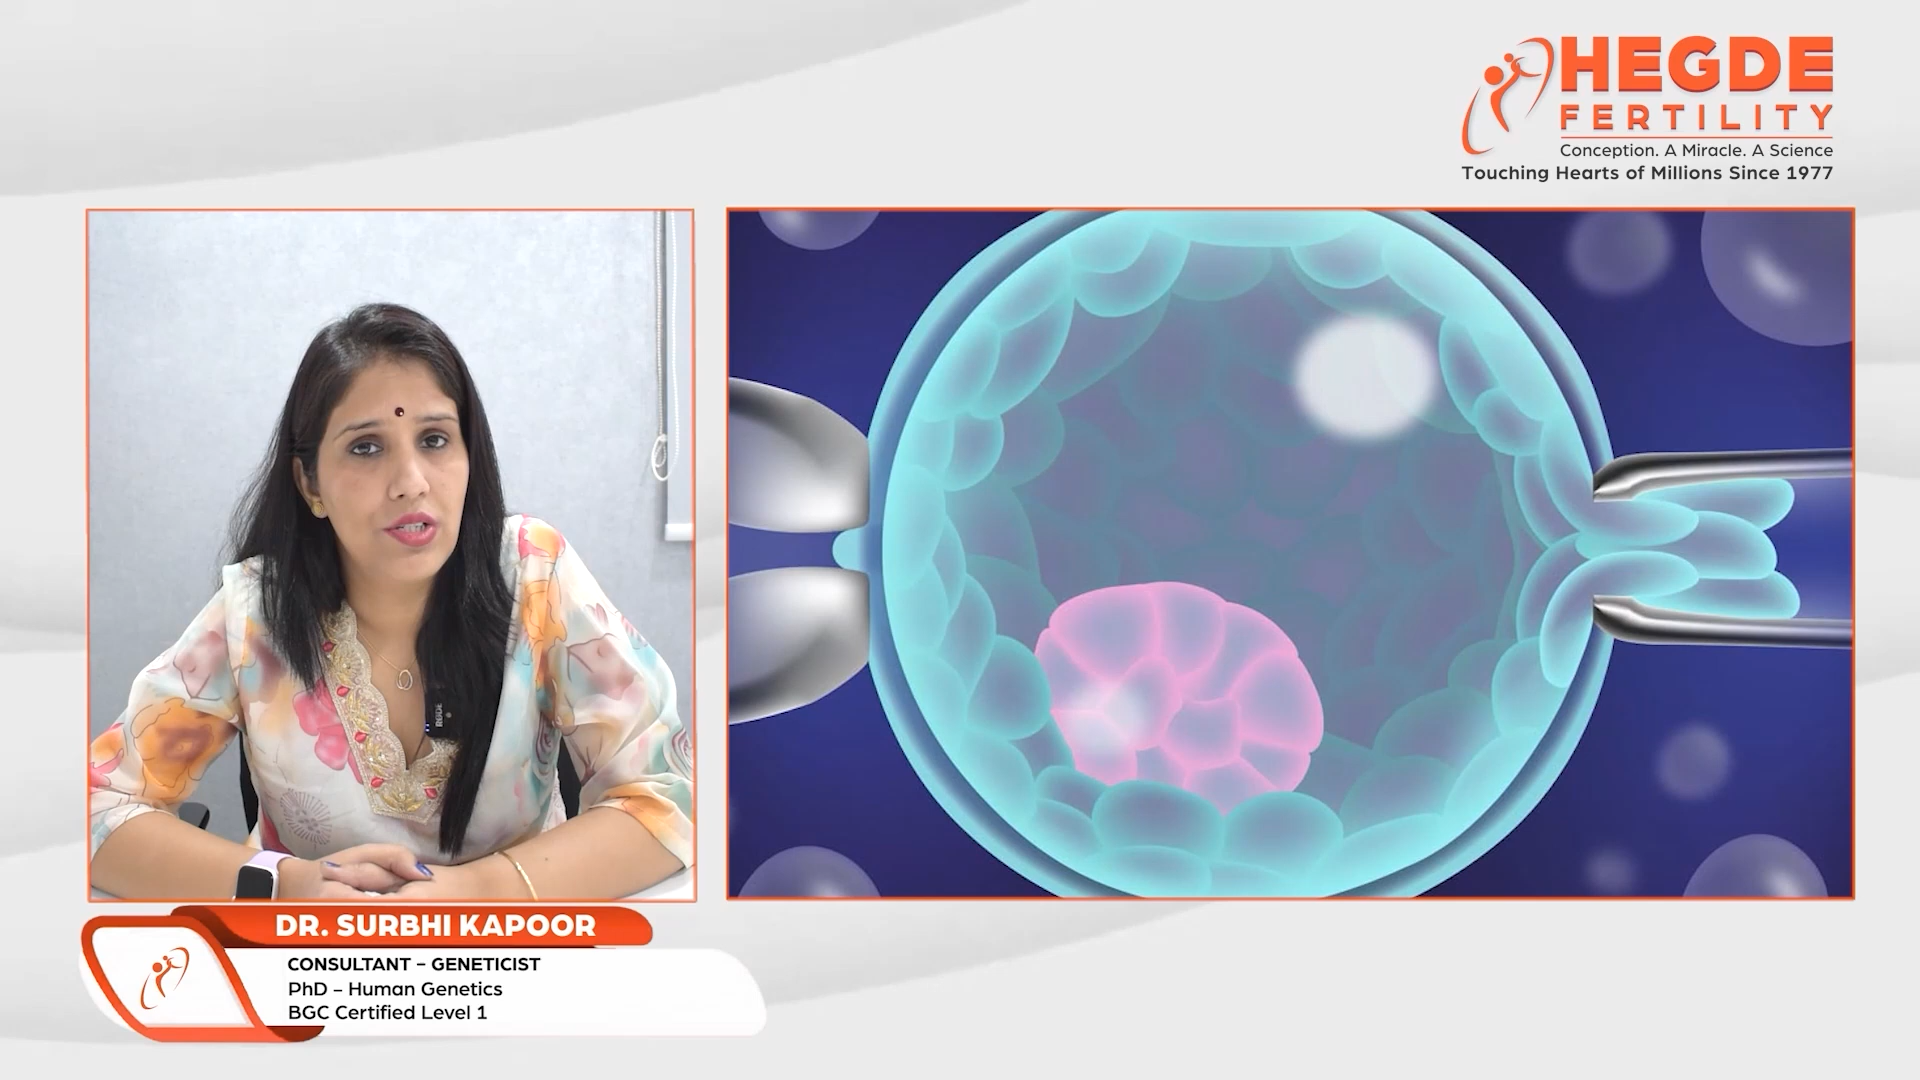 HEGDE
FERTILITY
Conception. A Miracle. A Science
Touching Hearts of Millions Since 1977
RODE
DR. SURBHI KAPOOR
CONSULTANT - GENETICIST
PhD - Human Genetics
BGC Certified Level 1